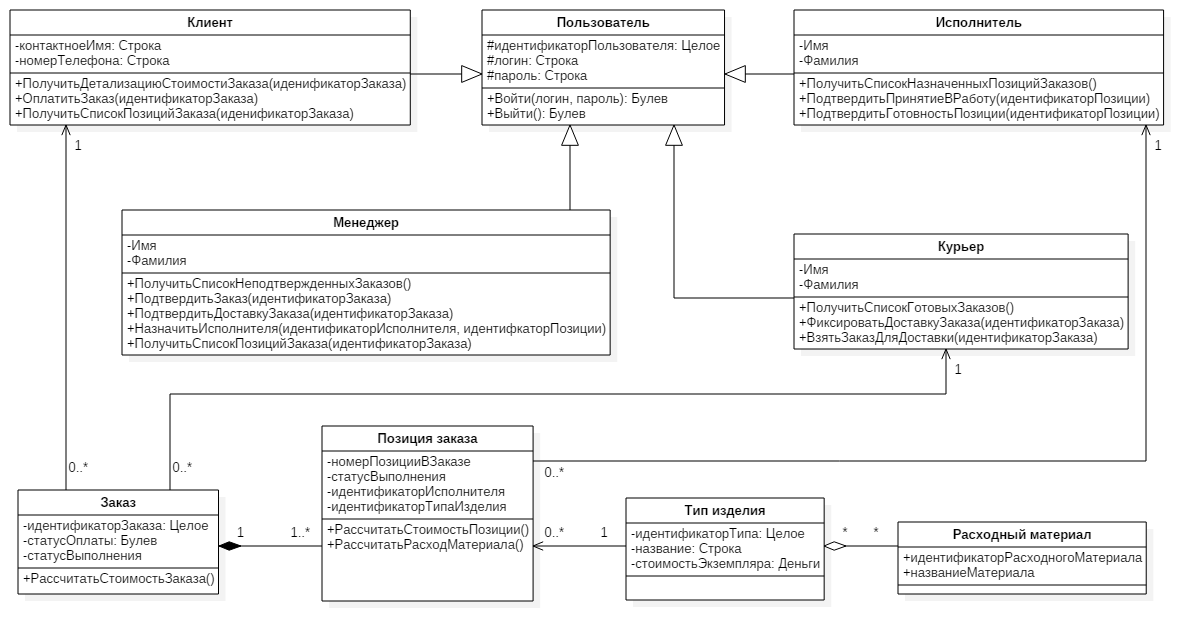 Клиент
-контактноеИмя: Строка
-номерТелефона: Строка
+ПолучитьДетализациюСтоимостиЗаказа(иденификаторЗаказа)
+ОплатитьЗаказ(идентификаторЗаказа)
+ПолучитьСписокПозицийЗаказа(иденификаторЗаказа)
Пользователь
#идентификаторПользователя: Целое
#логин: Строка
#пароль: Строка
+Войти(логин, пароль): Булев
+Выйти(): Булев
Исполнитель
-Имя
-Фамилия
+ПолучитьСписокНазначенныхПозицийЗаказов()
+ПодтвердитьПринятиеВРаботу(идентификаторПозиции)
+ПодтвердитьГотовностьПозиции(идентификаторПозиции)
1
1
Менеджер
-Имя
-Фамилия
+ПолучитьСписокНеподтвержденныхЗаказов()
+ПодтвердитьЗаказ(идентификаторЗаказа)
+ПодтвердитьДоставкуЗаказа(идентификаторЗаказа)
+НазначитьИсполнителя(идентификаторИсполнителя, идентифкаторПозиции)
+ПолучитьСписокПозицийЗаказа(идентификаторЗаказа)
Курьер
-Имя
-Фамилия
+ПолучитьСписокГотовыхЗаказов()
+ФиксироватьДоставкуЗаказа(идентификаторЗаказа)
+ВзятьЗаказДляДоставки(идентификаторЗаказа)
1
0..*
0..*
Позиция заказа
-номерПозицииВЗаказе
-статусВыполнения
-идентификаторИсполнителя
-идентификаторТипаИзделия
+РассчитатьСтоимостьПозиции()
+РассчитатьРасходМатериала()
0..*
Заказ
-идентификаторЗаказа: Целое
-статусОплаты: Булев
-статусВыполнения
+РассчитатьСтоимостьЗаказа()
1
1..*
0..*
1
Тип изделия
-идентификаторТипа: Целое
-название: Строка
-стоимостьЭкземпляра: Деньги
*
*
Расходный материал
+идентификаторРасходногоМатериала
+названиеМатериала